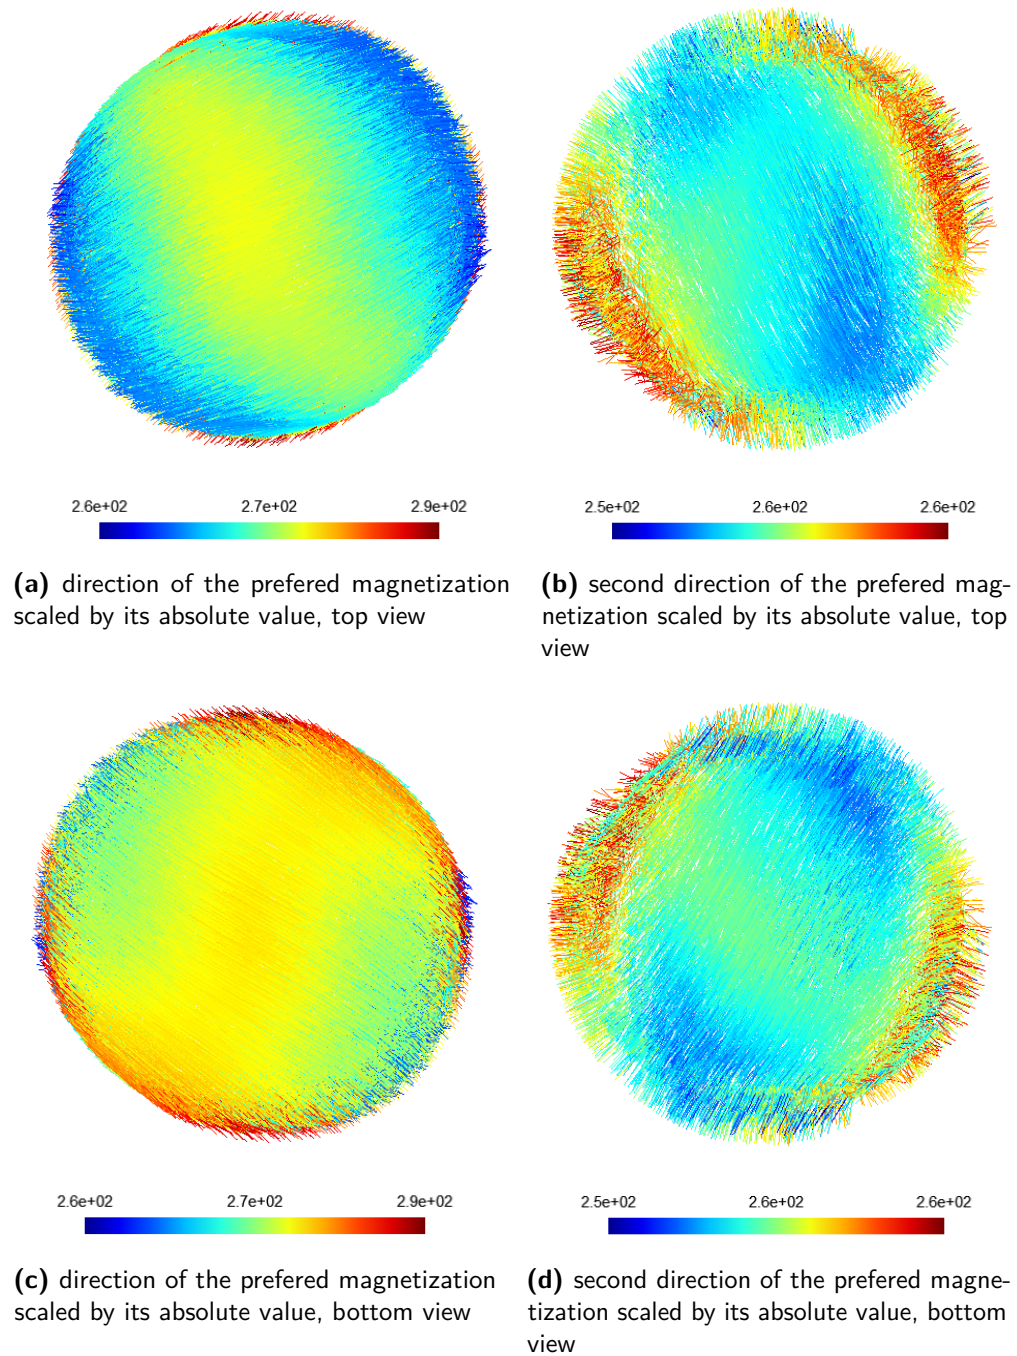 2.6e+02 2.7e+02 2.9e+02
2.5e+02 2.6e+02 2.6e+02
(a) direction of the prefered magnetization
scaled by its absolute value, top view
(b) second direction of the prefered mag-
netization scaled by its absolute value, top
view
2.6e+02 2.7e+02 2.9e+02
2.5e+02 2.6e+02 2.6e+02
(c) direction of the prefered magnetization
scaled by its absolute value, bottom view
(d) second direction of the prefered magne-
tization scaled by its absolute value, bottom
view